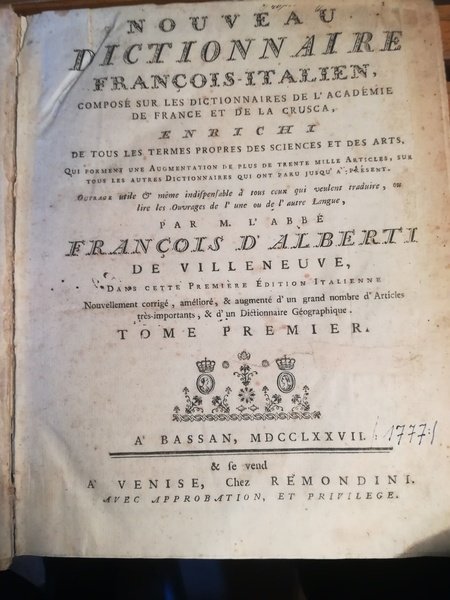 NOUVEAU
DICTIONNAIRE
FRANÇOIS-ITALIEN,
COMPOSÉ SUR LES DICTIONNAIRES DE L'ACADÉMIE
DE FRANCE ET DE LA CRUSCA,
ENRICHI
DE TOUS LES TERMES PROPRES DES SCIENCES ET DES ARTS,
QUI FORMENT UNE AUGMENTATION DE PLUS DE TRENTE MILLE ARTICLES, SUR
TOUS LES AUTRES DICTIONNAIRES QUI ONT PARU JUSQU'A' PRÉSENT.
OUVRAGE utile & même indiſpenſable à tous ceux qui veulent traduire, ou
lire les Ouvrages de l'une ou de l'autre Langue,
PAR M. L'ABBÉ
FRANÇOIS D'ALBERTI
DE VILLENEUVE,
DANS CETTE PREMIERE ÉDITION ITALIENNE
Nouvellement corrigé, amélioré, & augmenté d'un grand nombre d'Articles
très-importants, & d'un Dictionnaire Géographique.
TOME PREMIER.
A' BASSAN, MDCCLXXVII. 1777
& ſe vend
A' VENISE, Chez REMONDINI.
AVEC APPROBATION, ET PRIVILEGE.